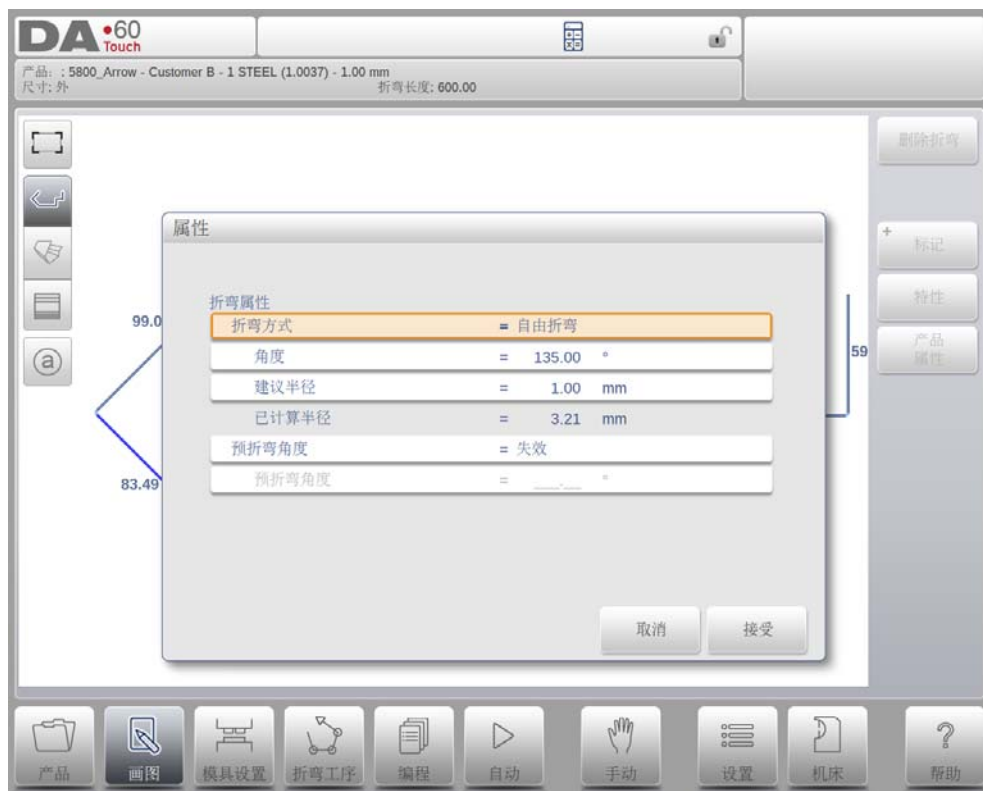 DA•60
Touch
产品: : 5800_Arrow - Customer B - 1 STEEL (1.0037) - 1.00 mm
尺寸: 外 折弯长度: 600.00
删除折弯
+ 标记
特性
产品
属性
属性
折弯属性
折弯方式 = 自由折弯
角度 = 135.00 °
建议半径 = 1.00 mm
已计算半径 = 3.21 mm
预折弯角度 = 失效
预折弯角度 = ___.__ °
99.0
83.49
59
a
取消 接受
产品 画图 模具设置 折弯工序 编程 自动 手动 设置 机床 帮助